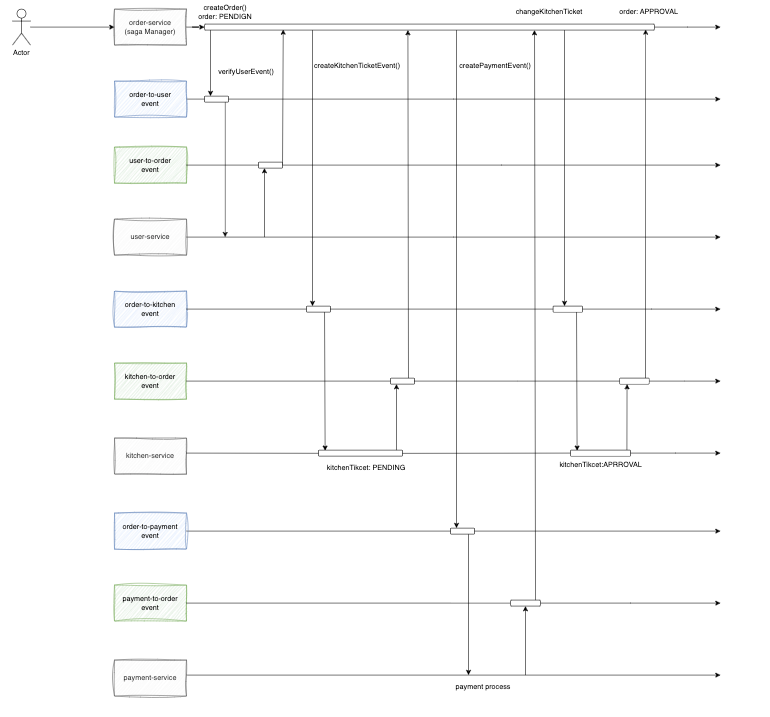 createOrder()
order: PENDIGN
changeKitchenTicket
order: APPROVAL
order-service
(saga Manager)
Actor
verifyUserEvent()
createKitchenTicketEvent()
createPaymentEvent()
order-to-user
event
user-to-order
event
user-service
order-to-kitchen
event
kitchen-to-order
event
kitchen-service
kitchenTikcet: PENDING
kitchenTikcet:APRROVAL
order-to-payment
event
payment-to-order
event
payment-service
payment process